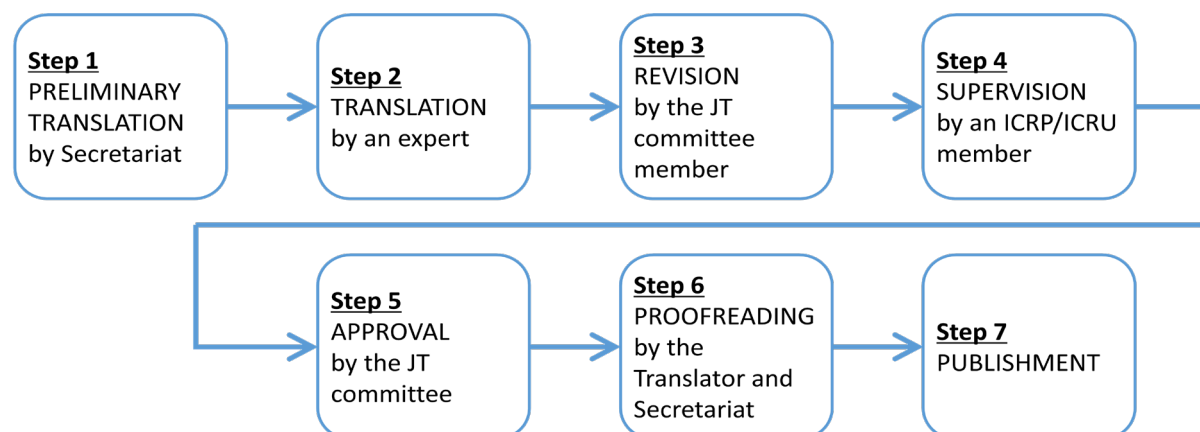 Step 1
PRELIMINARY
TRANSLATION
by Secretariat
Step 2
TRANSLATION
by an expert
Step 3
REVISION
by the JT
committee
member
Step 4
SUPERVISION
by an ICRP/ICRU
member
Step 5
APPROVAL
by the JT
committee
Step 6
PROOFREADING
by the
Translator and
Secretariat
Step 7
PUBLISHMENT